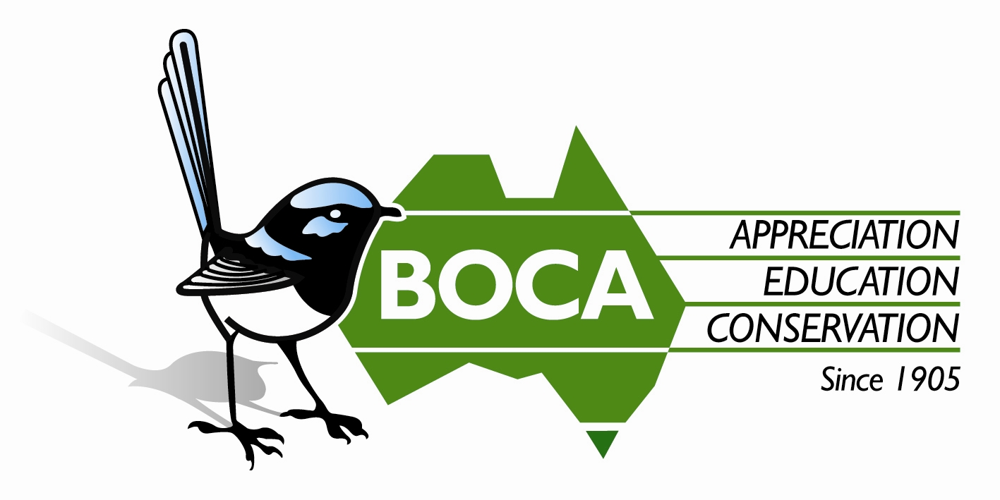 BOCA
APPRECIATION
EDUCATION
CONSERVATION
Since 1905